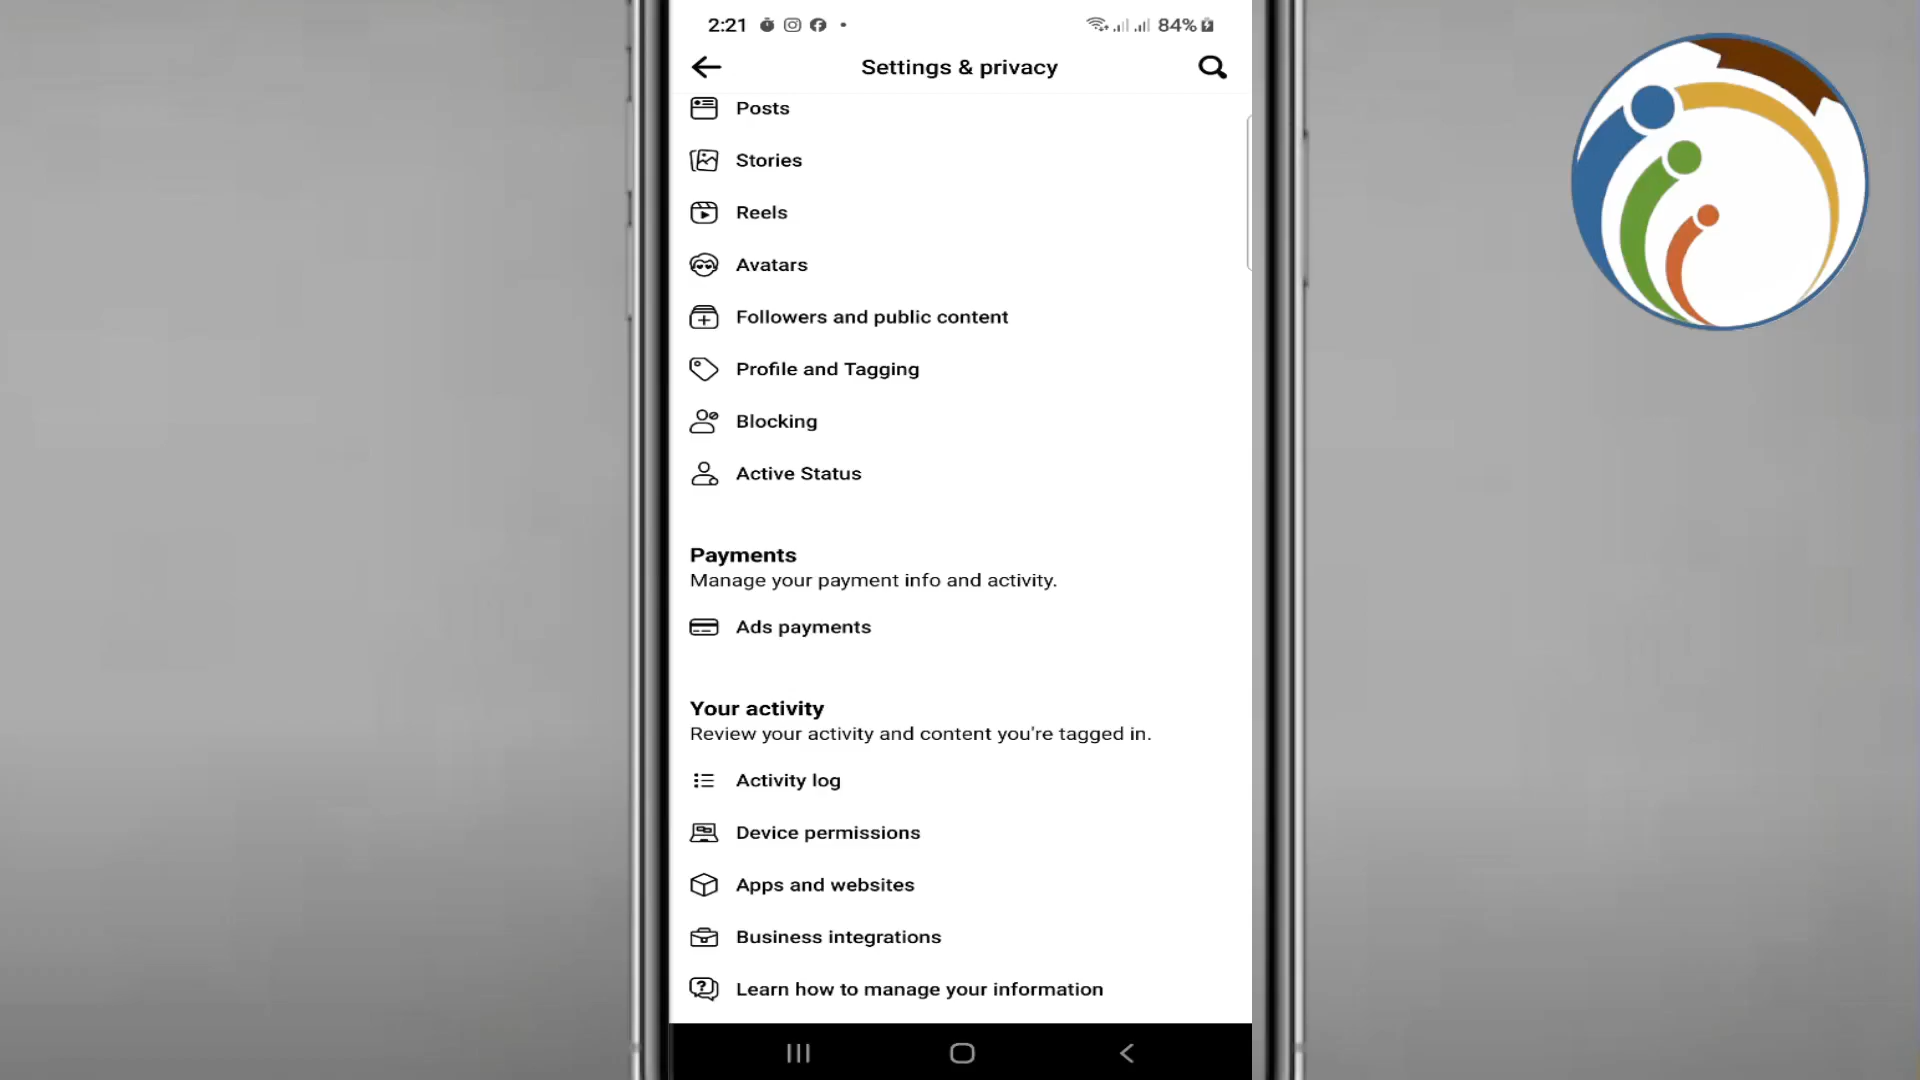 2:21 84%
Settings & privacy
Posts
Stories
Reels
Avatars
Followers and public content
Profile and Tagging
Blocking
Active Status
Payments
Manage your payment info and activity.
Ads payments
Your activity
Review your activity and content you're tagged in.
Activity log
Device permissions
Apps and websites
Business integrations
Learn how to manage your information